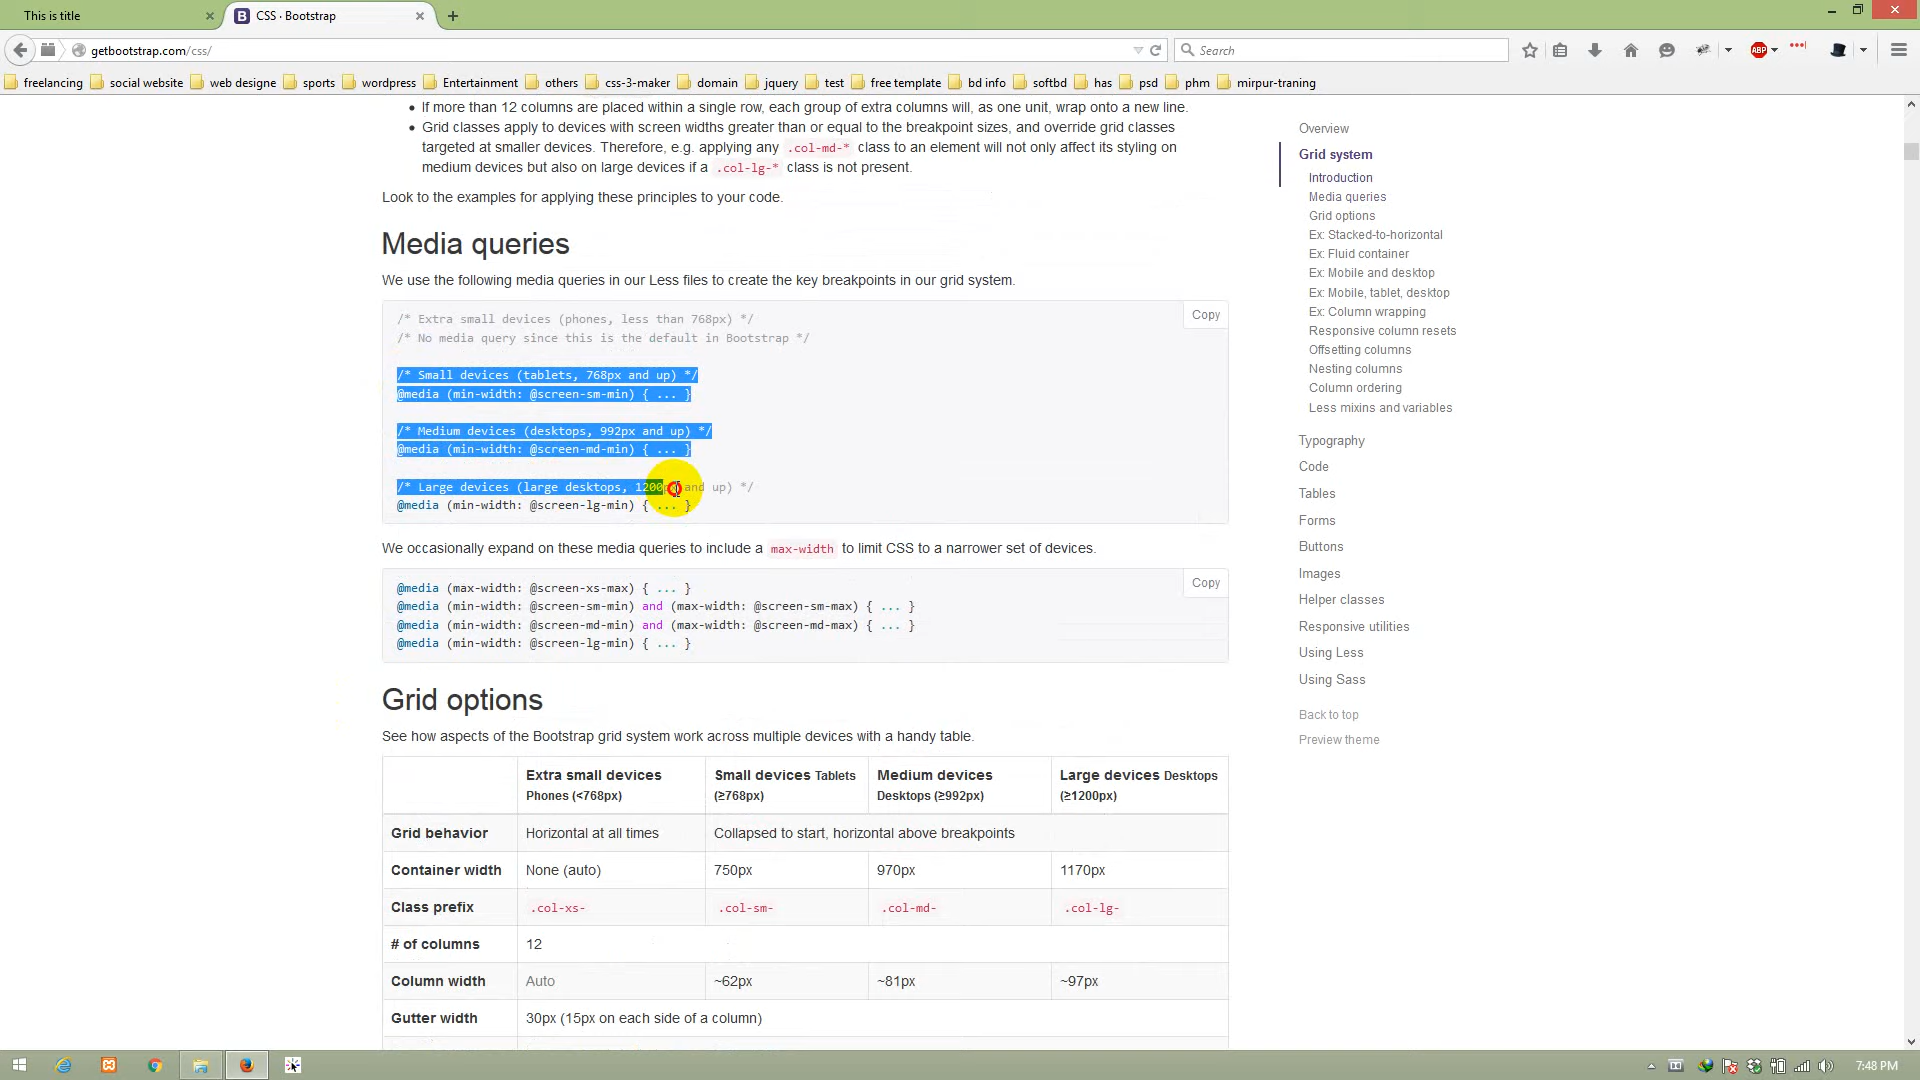 This is title
CSS · Bootstrap
getbootstrap.com/css/
Search
ABP
freelancing social website web designe sports wordpress Entertainment others css-3-maker domain jquery test free template bd info softbd has psd phm mirpur-traning
If more than 12 columns are placed within a single row, each group of extra columns will, as one unit, wrap onto a new line.
Grid classes apply to devices with screen widths greater than or equal to the breakpoint sizes, and override grid classes
targeted at smaller devices. Therefore, e.g. applying any .col-md-* class to an element will not only affect its styling on
medium devices but also on large devices if a .col-lg-* class is not present.
Look to the examples for applying these principles to your code.
Media queries
We use the following media queries in our Less files to create the key breakpoints in our grid system.
Copy
/* Extra small devices (phones, less than 768px) */
/* No media query since this is the default in Bootstrap */
/* Small devices (tablets, 768px and up) */
@media (min-width: @screen-sm-min) { ... }
/* Medium devices (desktops, 992px and up) */
@media (min-width: @screen-md-min) { ... }
/* Large devices (large desktops, 1200px and up) */
@media (min-width: @screen-lg-min) { ... }
We occasionally expand on these media queries to include a max-width to limit CSS to a narrower set of devices.
Copy
@media (max-width: @screen-xs-max) { ... }
@media (min-width: @screen-sm-min) and (max-width: @screen-sm-max) { ... }
@media (min-width: @screen-md-min) and (max-width: @screen-md-max) { ... }
@media (min-width: @screen-lg-min) { ... }
Grid options
See how aspects of the Bootstrap grid system work across multiple devices with a handy table.
Extra small devices Small devices Tablets Medium devices Large devices Desktops
Phones (<768px) (≥768px) Desktops (≥992px) (≥1200px)
Grid behavior Horizontal at all times Collapsed to start, horizontal above breakpoints
Container width None (auto) 750px 970px 1170px
Class prefix .col-xs- .col-sm- .col-md- .col-lg-
# of columns 12
Column width Auto ~62px ~81px ~97px
Gutter width 30px (15px on each side of a column)
Overview
Grid system
Introduction
Media queries
Grid options
Ex: Stacked-to-horizontal
Ex: Fluid container
Ex: Mobile and desktop
Ex: Mobile, tablet, desktop
Ex: Column wrapping
Responsive column resets
Offsetting columns
Nesting columns
Column ordering
Less mixins and variables
Typography
Code
Tables
Forms
Buttons
Images
Helper classes
Responsive utilities
Using Less
Using Sass
Back to top
Preview theme
7:48 PM